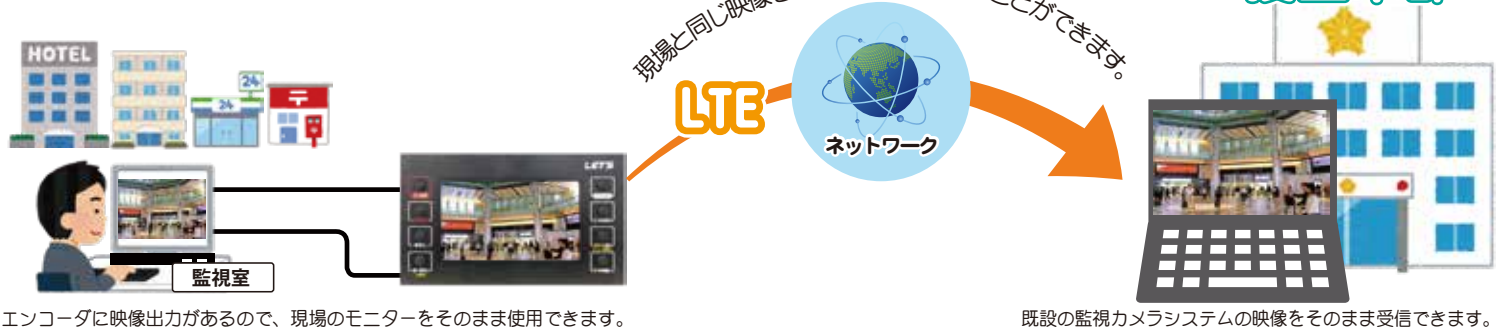 現場と同じ映像を
ことができます。
HOTEL
24
24
LTE
ネットワーク
LET'S
監視室
エンコーダに映像出力があるので、現場のモニターをそのまま使用できます。
既設の監視カメラシステムの映像をそのまま受信できます。